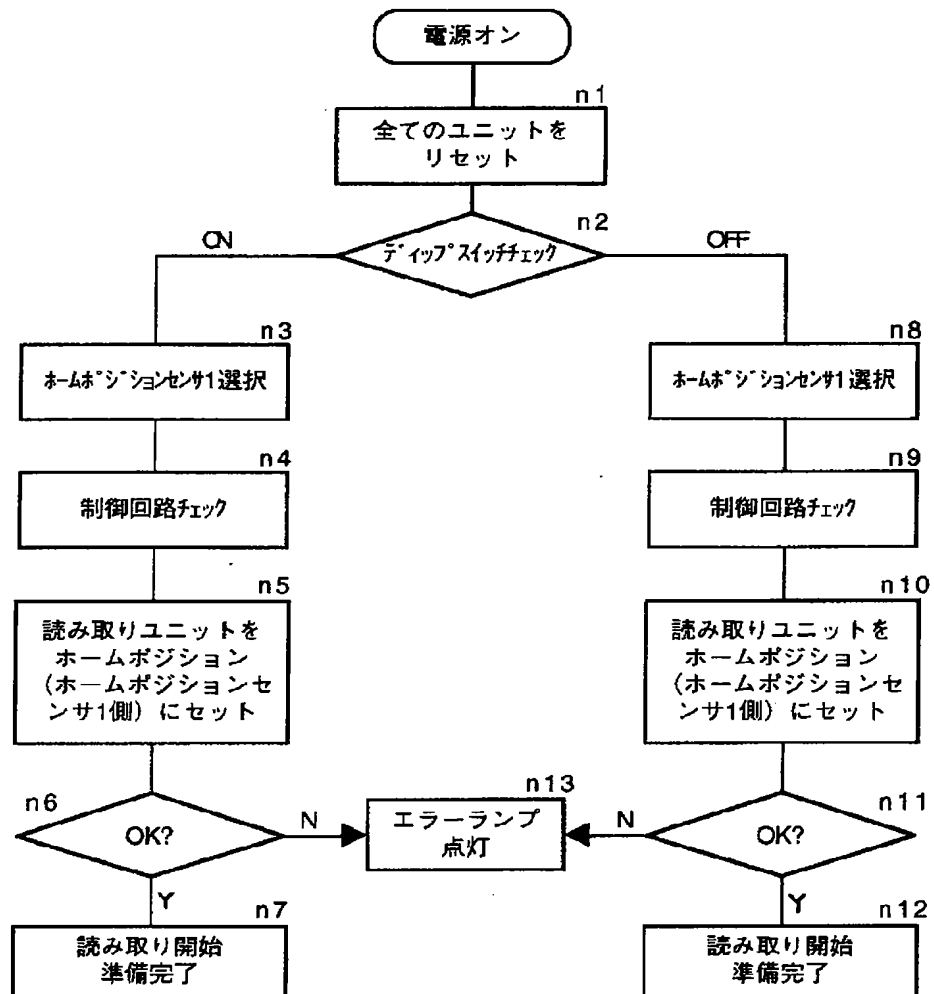 電源オン
n1
全てのユニットを
リセット
n2
ディップスイッチチェック
ON
OFF
n3
ホームポジションセンサ1選択
n4
制御回路チェック
n5
読み取りユニットを
ホームポジション
(ホームポジションセ
ンサ1側)にセット
n6
OK?
N
Y
n7
読み取り開始
準備完了
n13
エラーランプ
点灯
n8
ホームポジションセンサ1選択
n9
制御回路チェック
n10
読み取りユニットを
ホームポジション
(ホームポジションセ
ンサ1側)にセット
n11
OK?
N
Y
n12
読み取り開始
準備完了